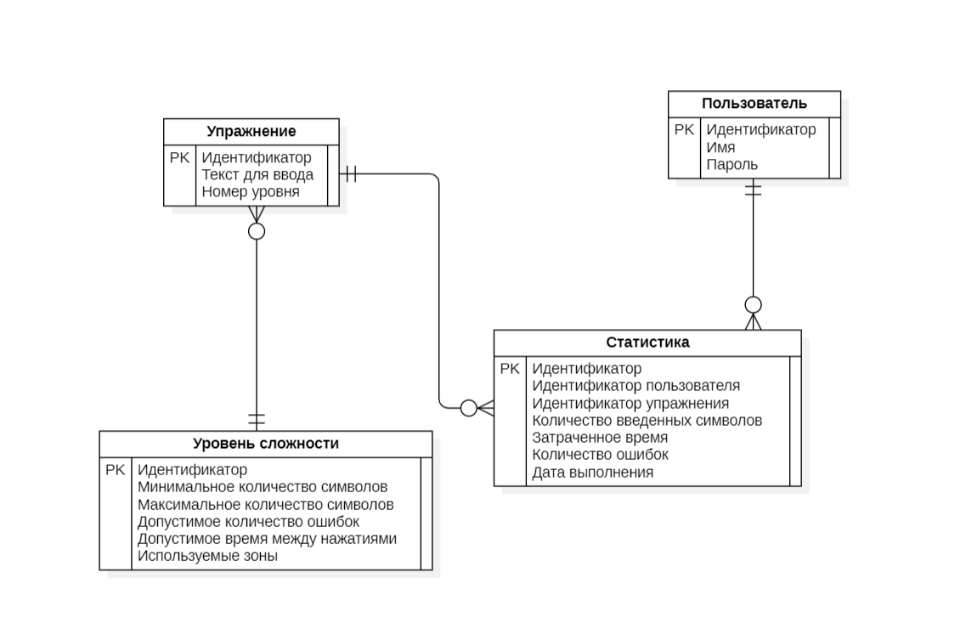 Упражнение
PK Идентификатор
Текст для ввода
Номер уровня
Пользователь
PK Идентификатор
Имя
Пароль
Статистика
PK Идентификатор
Идентификатор пользователя
Идентификатор упражнения
Количество введенных символов
Затраченное время
Количество ошибок
Дата выполнения
Уровень сложности
PK Идентификатор
Минимальное количество символов
Максимальное количество символов
Допустимое количество ошибок
Допустимое время между нажатиями
Используемые зоны